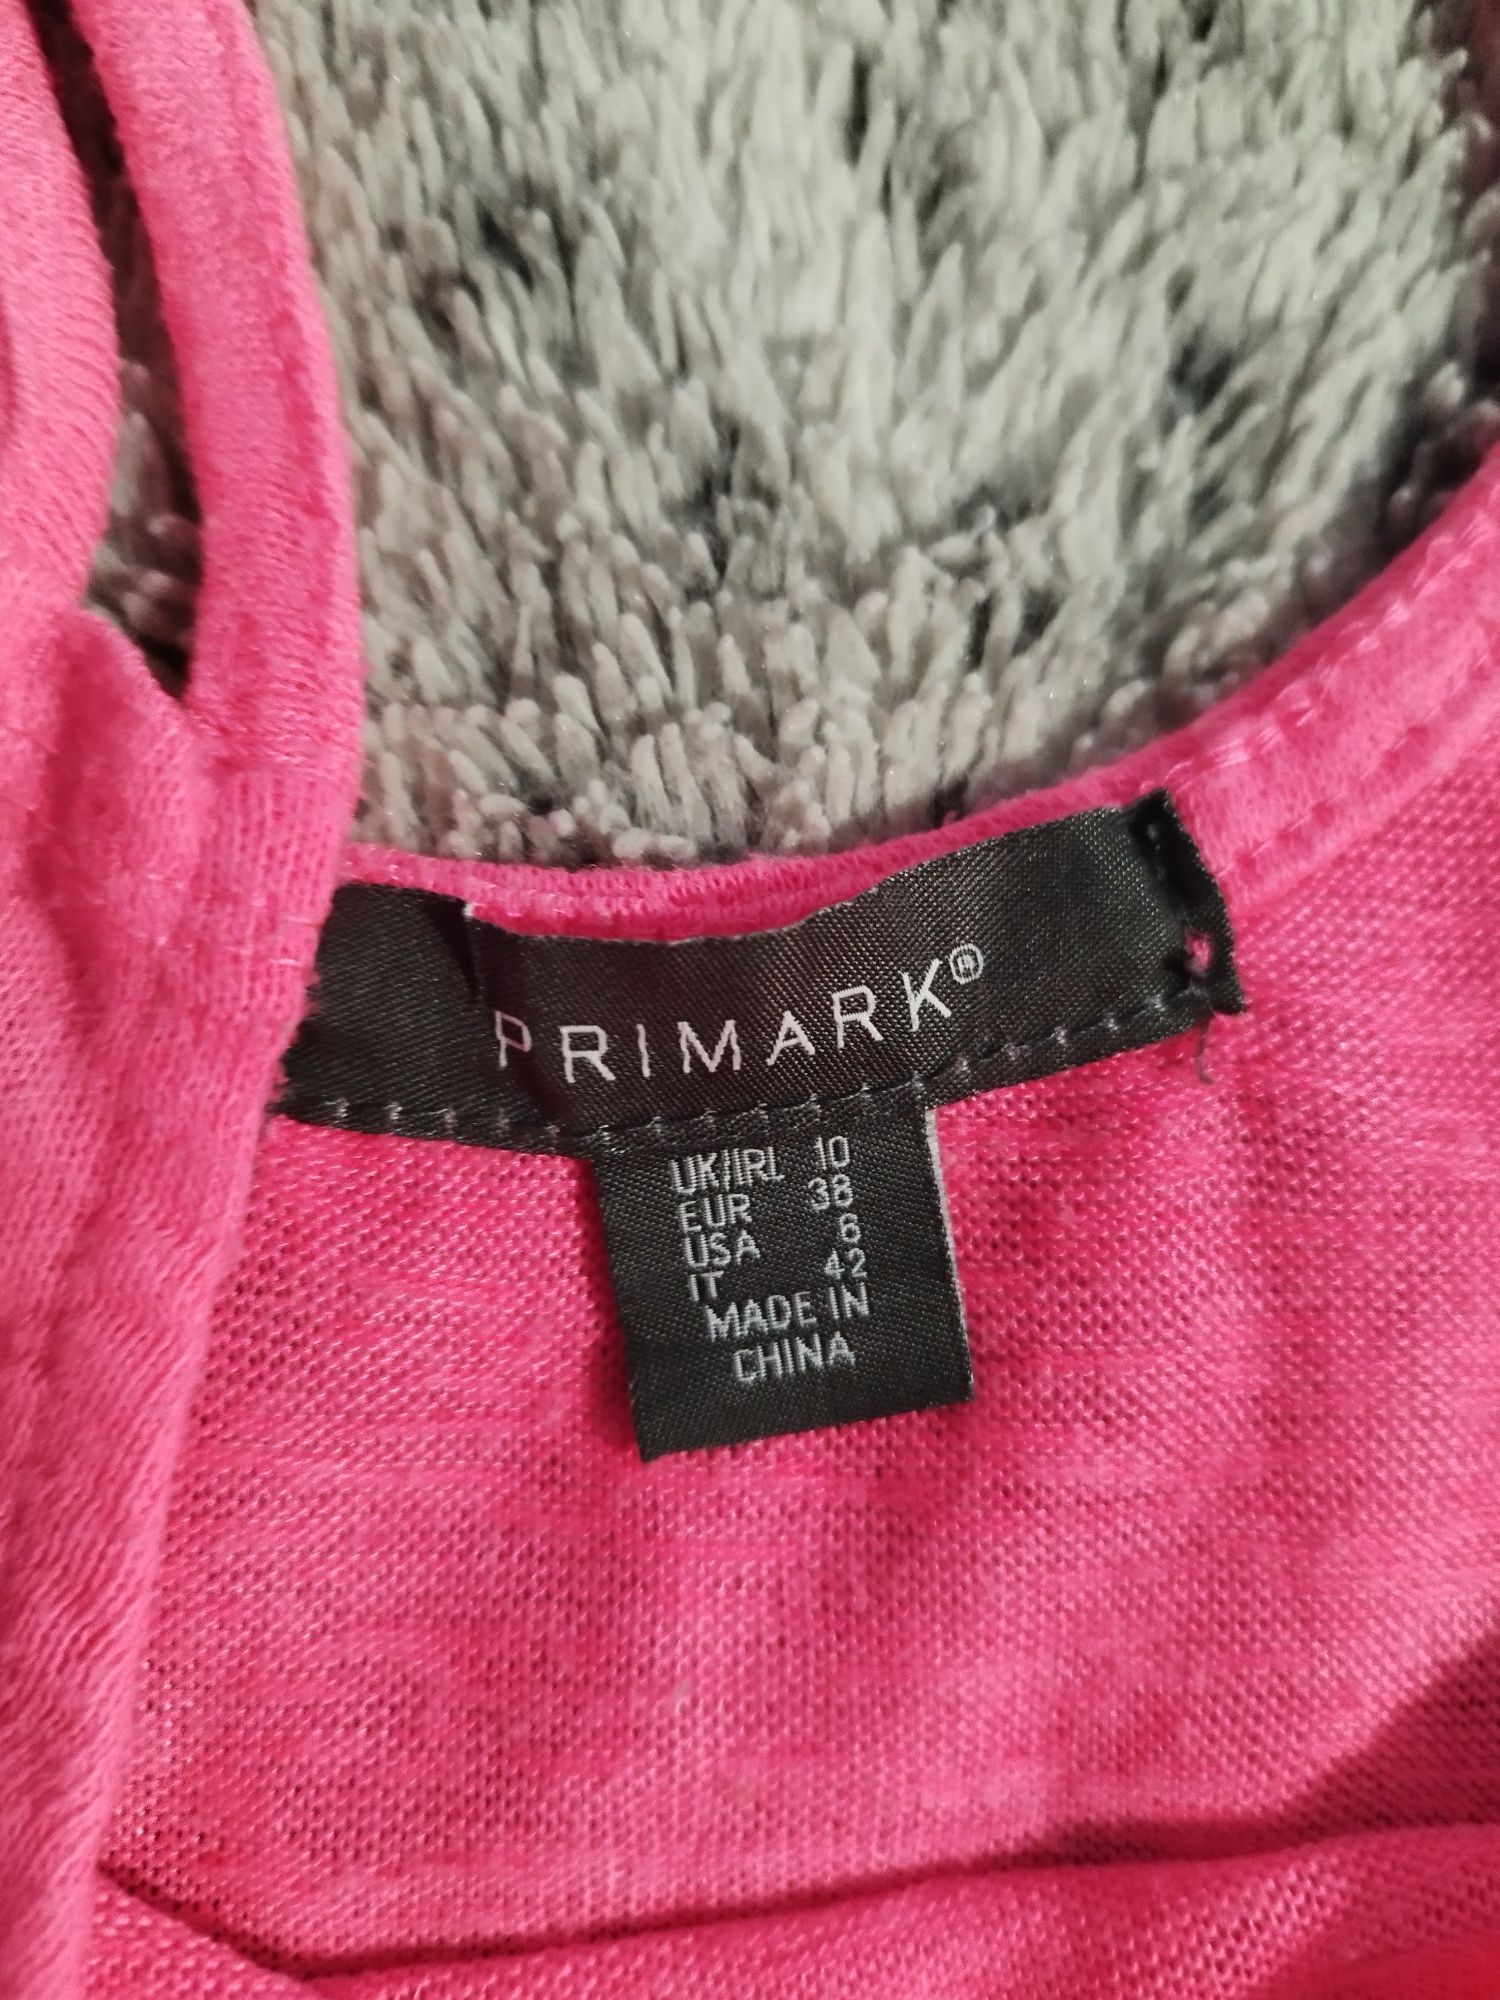 PRIMARK®
UK/IRL 10
EUR 38
USA 6
IT 42
MADE IN
CHINA